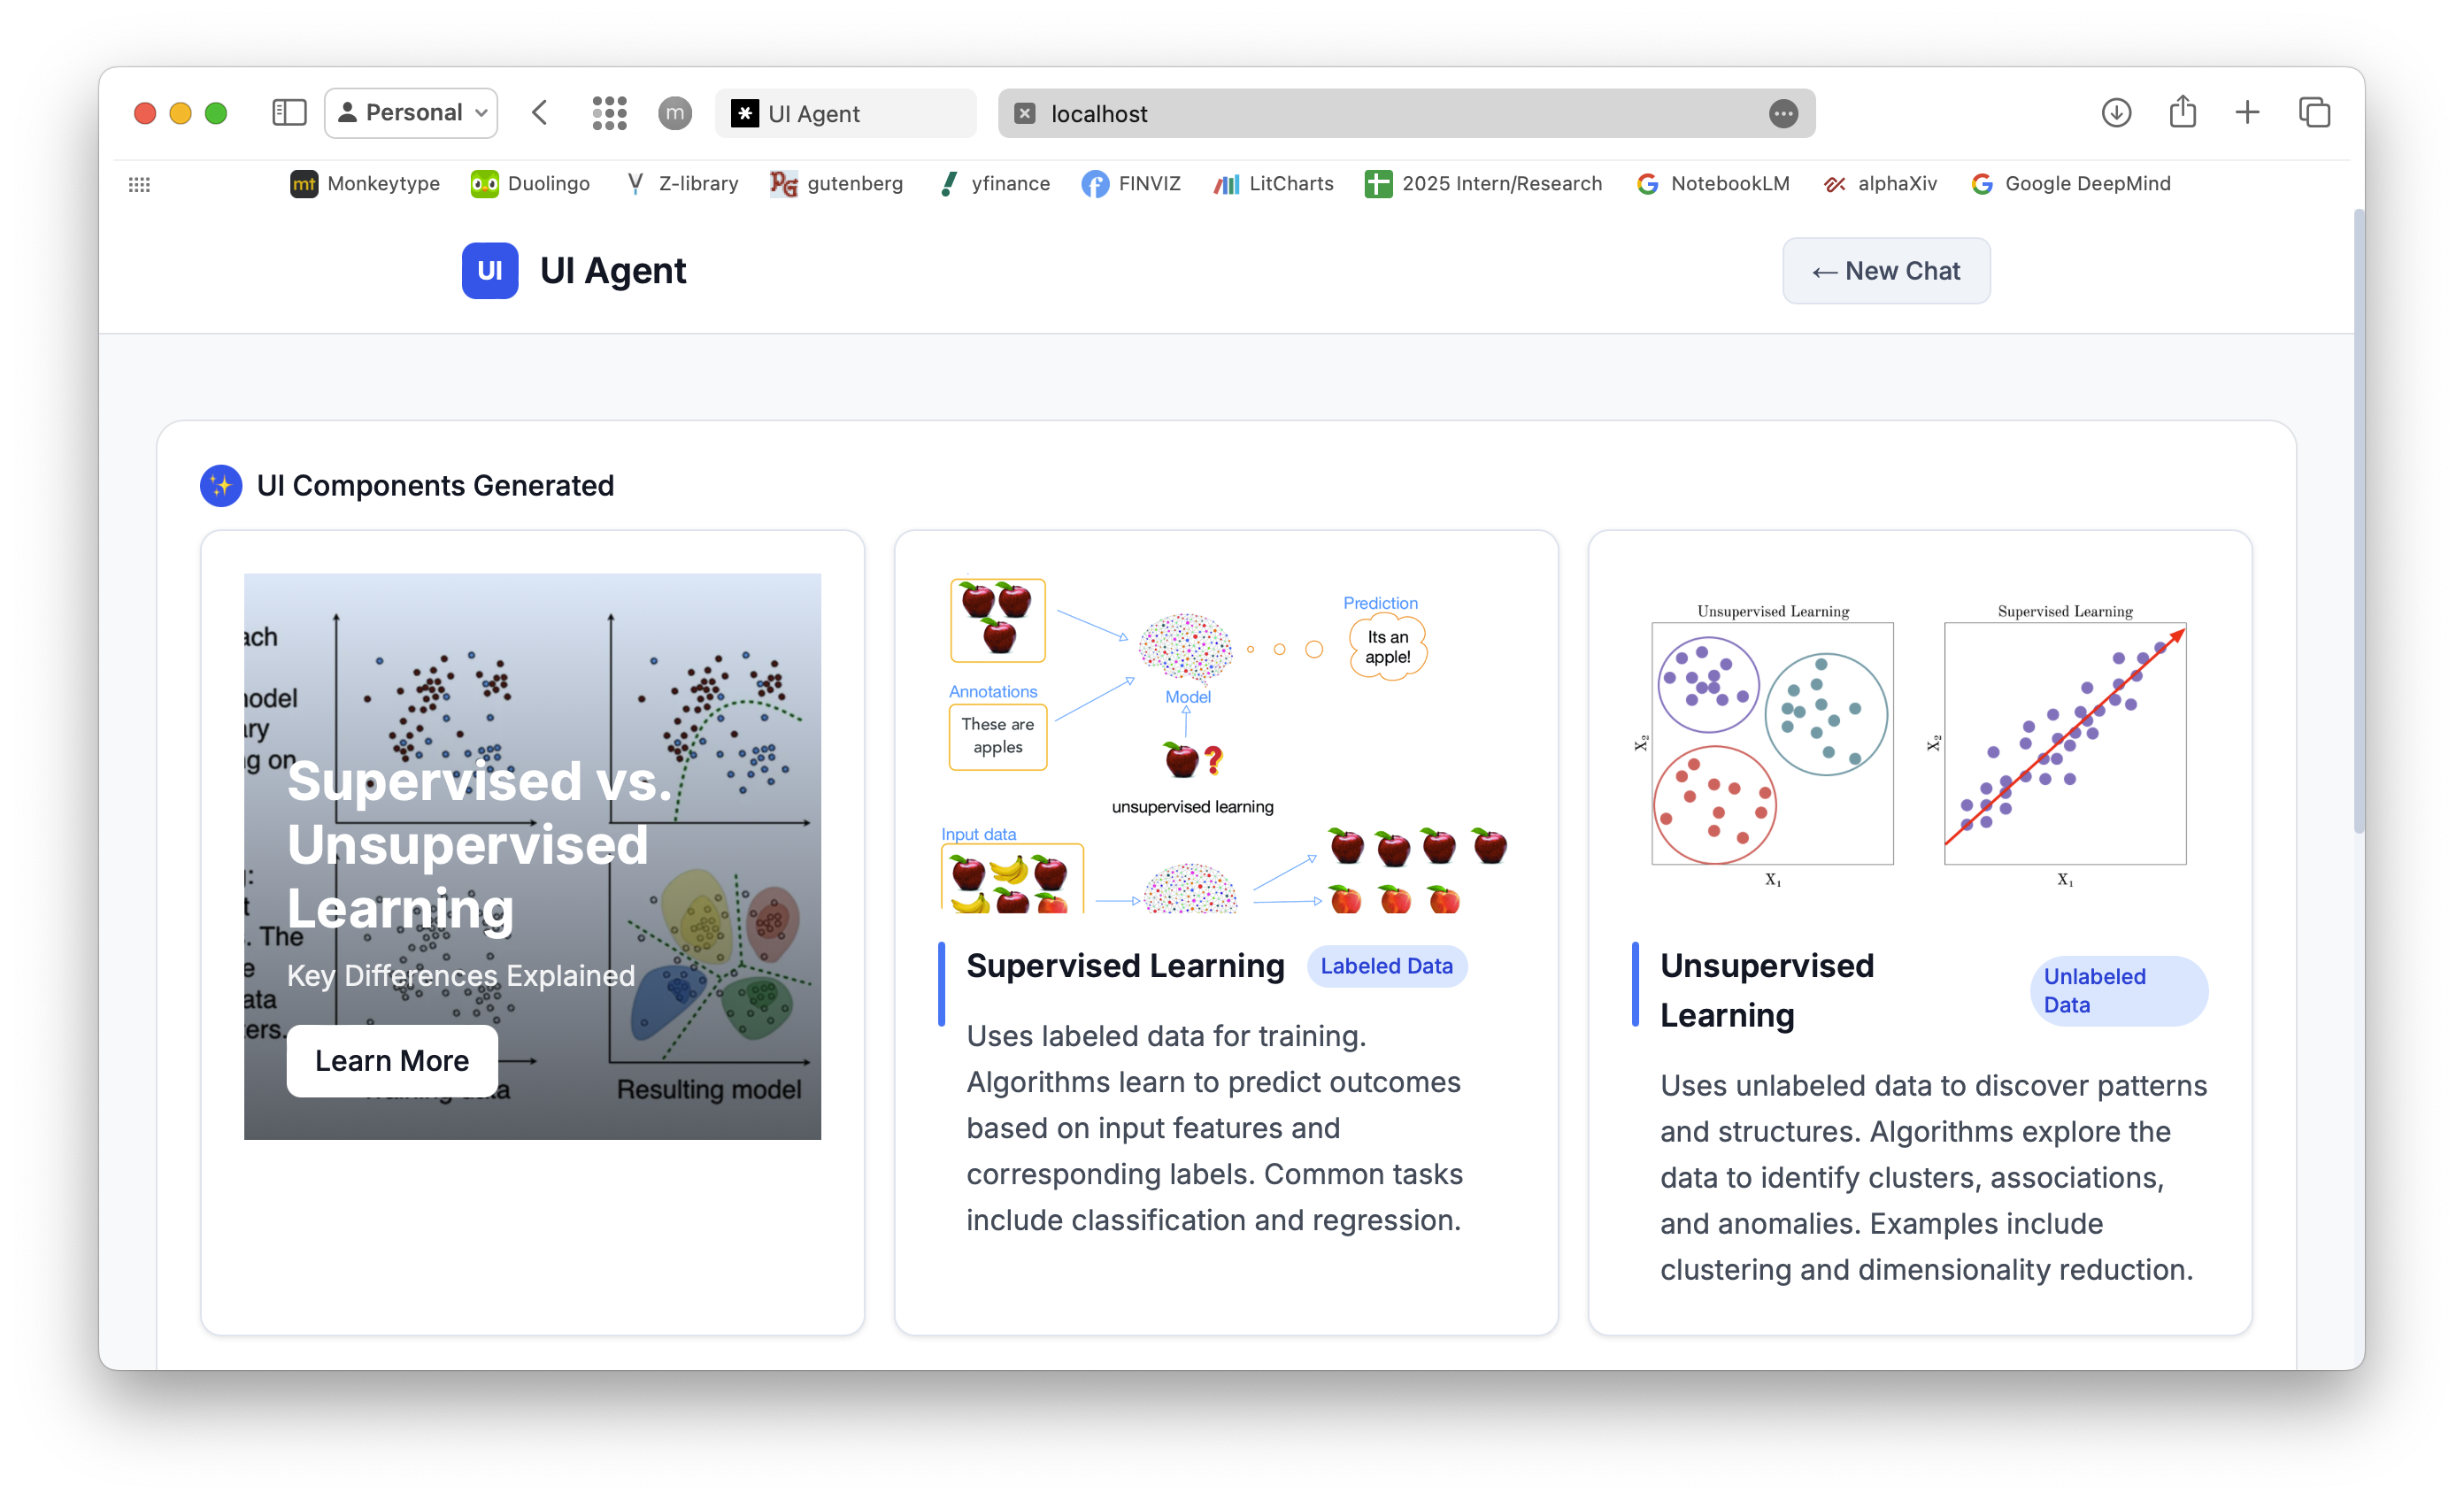 Personal
m
UI Agent
localhost
mt Monkeytype
Duolingo
Z-library
PG gutenberg
yfinance
f FINVIZ
LitCharts
2025 Intern/Research
G NotebookLM
alphaXiv
G Google DeepMind
UI UI Agent
← New Chat
UI Components Generated
ach
nodel
ary
g on
. The
e
ata
ers.
Resulting model
Supervised vs.
Unsupervised
Learning
Key Differences Explained
Learn More
Prediction
Its an
apple!
Annotations
Model
These are
apples
?
unsupervised learning
Input data
Supervised Learning
Labeled Data
Uses labeled data for training.
Algorithms learn to predict outcomes
based on input features and
corresponding labels. Common tasks
include classification and regression.
Unsupervised Learning
X₂
X₁
Supervised Learning
X₂
X₁
Unsupervised
Learning
Unlabeled
Data
Uses unlabeled data to discover patterns
and structures. Algorithms explore the
data to identify clusters, associations,
and anomalies. Examples include
clustering and dimensionality reduction.